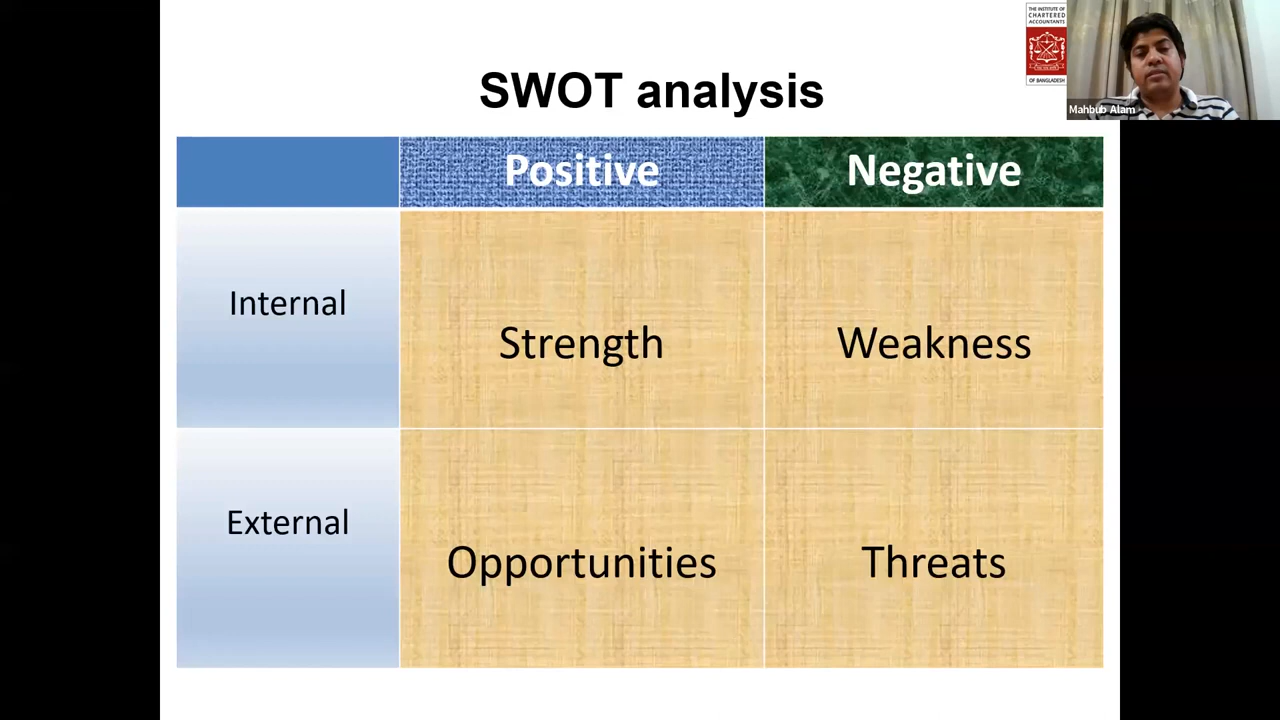 THE INSTITUTE OF
CHARTERED
ACCOUNTANTS
OF BANGLADESH
Mahbub Alam
SWOT analysis
Positive Negative
Internal Strength Weakness
External Opportunities Threats